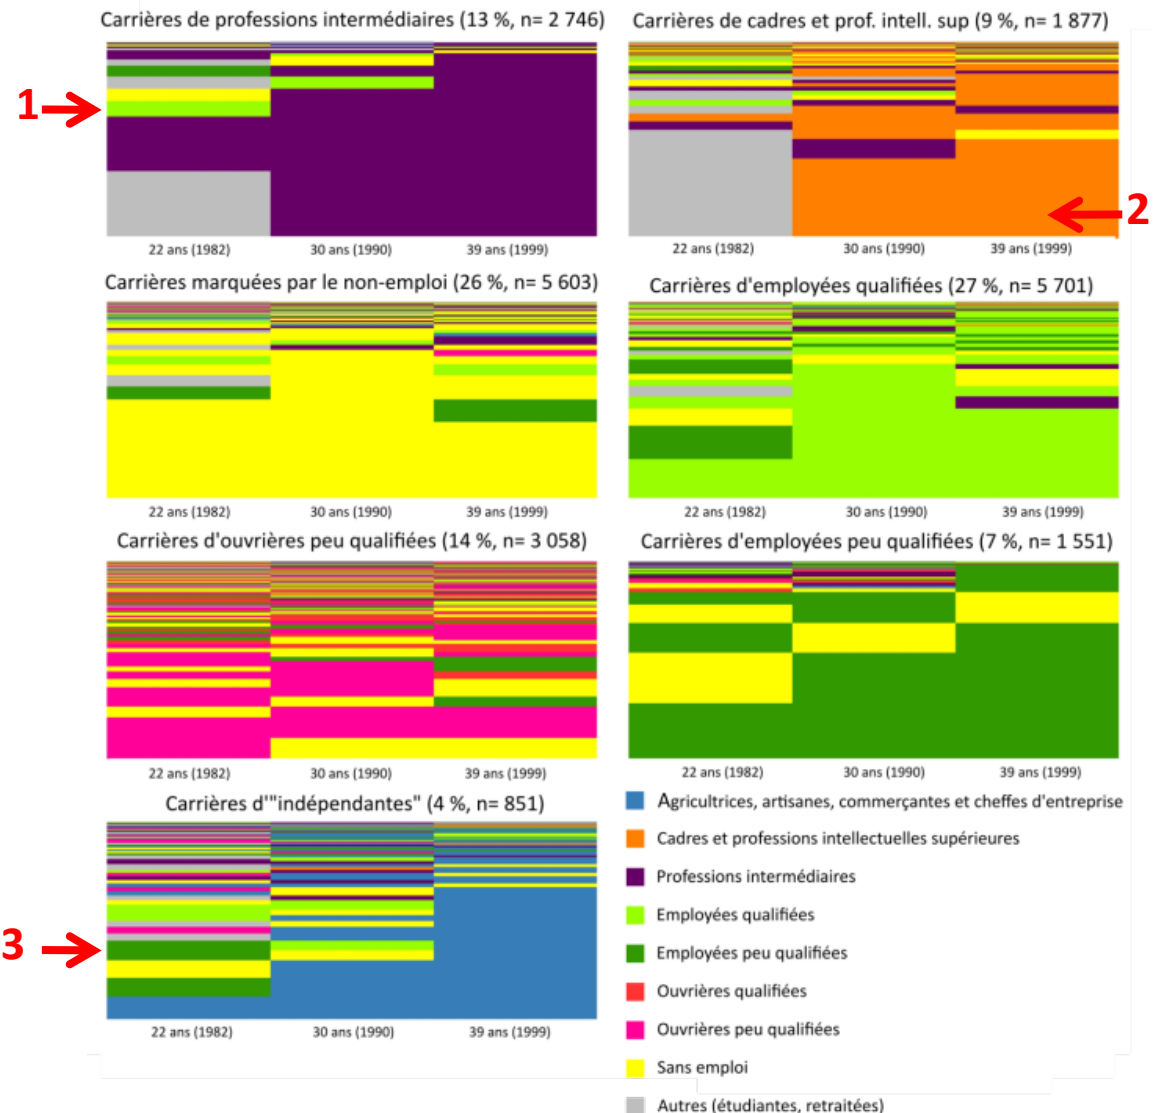 Carrières de professions intermédiaires (13 %, n= 2 746)
Carrières de cadres et prof. intell. sup (9 %, n= 1 877)
1
2
22 ans (1982) 30 ans (1990) 39 ans (1999)
22 ans (1982) 30 ans (1990) 39 ans (1999)
Carrières marquées par le non-emploi (26 %, n= 5 603)
Carrières d'employées qualifiées (27 %, n= 5 701)
22 ans (1982) 30 ans (1990) 39 ans (1999)
22 ans (1982) 30 ans (1990) 39 ans (1999)
Carrières d'ouvrières peu qualifiées (14 %, n= 3 058)
Carrières d'employées peu qualifiées (7 %, n= 1 551)
22 ans (1982) 30 ans (1990) 39 ans (1999)
22 ans (1982) 30 ans (1990) 39 ans (1999)
Carrières d'"indépendantes" (4 %, n= 851)
3
22 ans (1982) 30 ans (1990) 39 ans (1999)
Agricultrices, artisanes, commerçantes et cheffes d'entreprise
Cadres et professions intellectuelles supérieures
Professions intermédiaires
Employées qualifiées
Employées peu qualifiées
Ouvrières qualifiées
Ouvrières peu qualifiées
Sans emploi
Autres (étudiantes, retraitées)